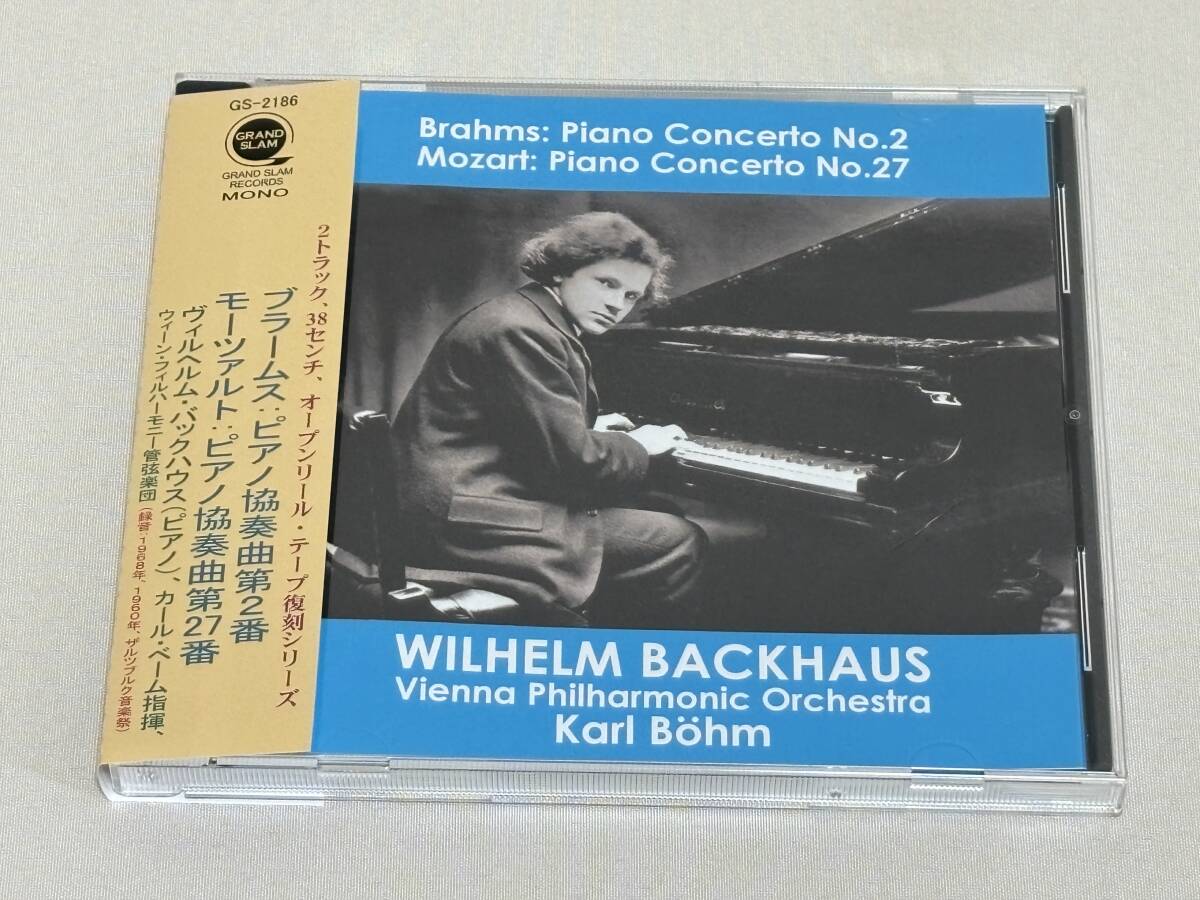 GS-2186
GRAND
SLAM
GRAND SLAM
RECORDS
MONO
2トラック、38センチ、オープンリール・テープ復刻シリーズ
ブラームス:ピアノ協奏曲第2番
モーツァルト:ピアノ協奏曲第27番
ヴィルヘルム・バックハウス(ピアノ)、カール・ベーム指揮、
ウィーン・フィルハーモニー管弦楽団(録音:1968年、1960年、ザルツブルク音楽祭)
Brahms: Piano Concerto No.2
Mozart: Piano Concerto No.27
WILHELM BACKHAUS
Vienna Philharmonic Orchestra
Karl Böhm